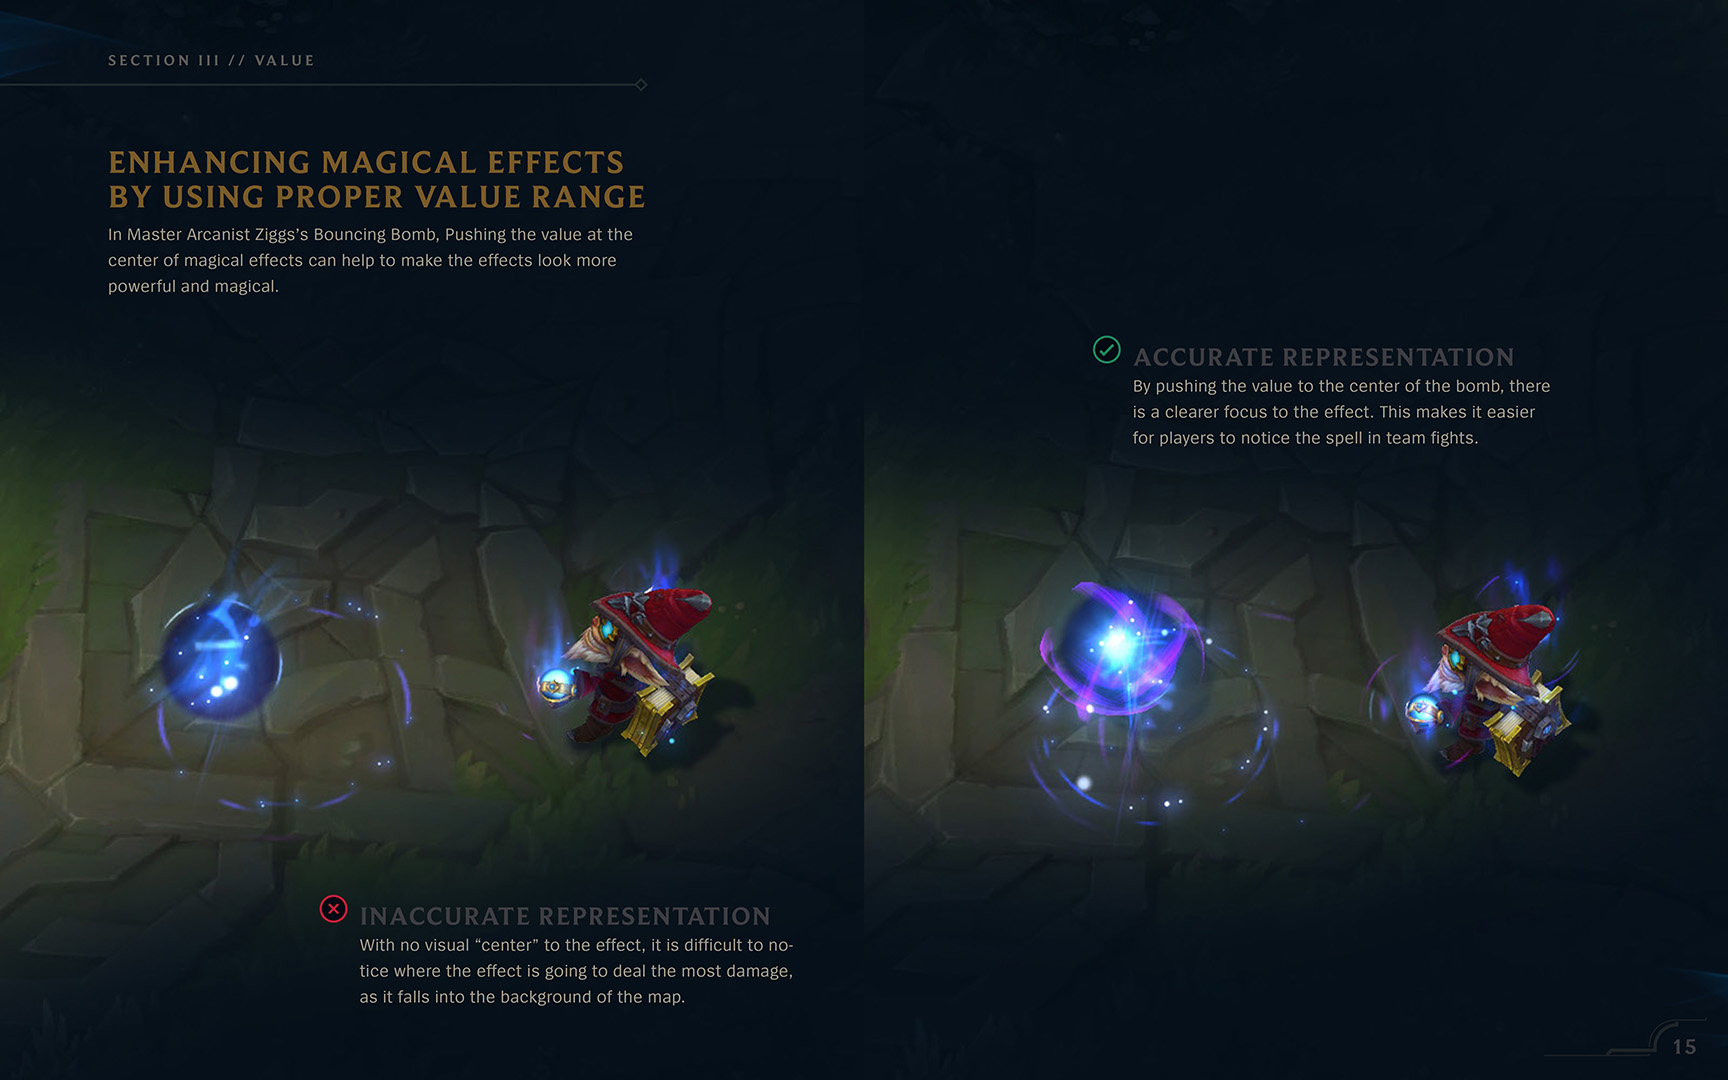 SECTION III // VALUE
ENHANCING MAGICAL EFFECTS
BY USING PROPER VALUE RANGE
In Master Arcanist Ziggs’s Bouncing Bomb, Pushing the value at the
center of magical effects can help to make the effects look more
powerful and magical.
INACCURATE REPRESENTATION
With no visual “center” to the effect, it is difficult to no-
tice where the effect is going to deal the most damage,
as it falls into the background of the map.
ACCURATE REPRESENTATION
By pushing the value to the center of the bomb, there
is a clearer focus to the effect. This makes it easier
for players to notice the spell in team fights.
15